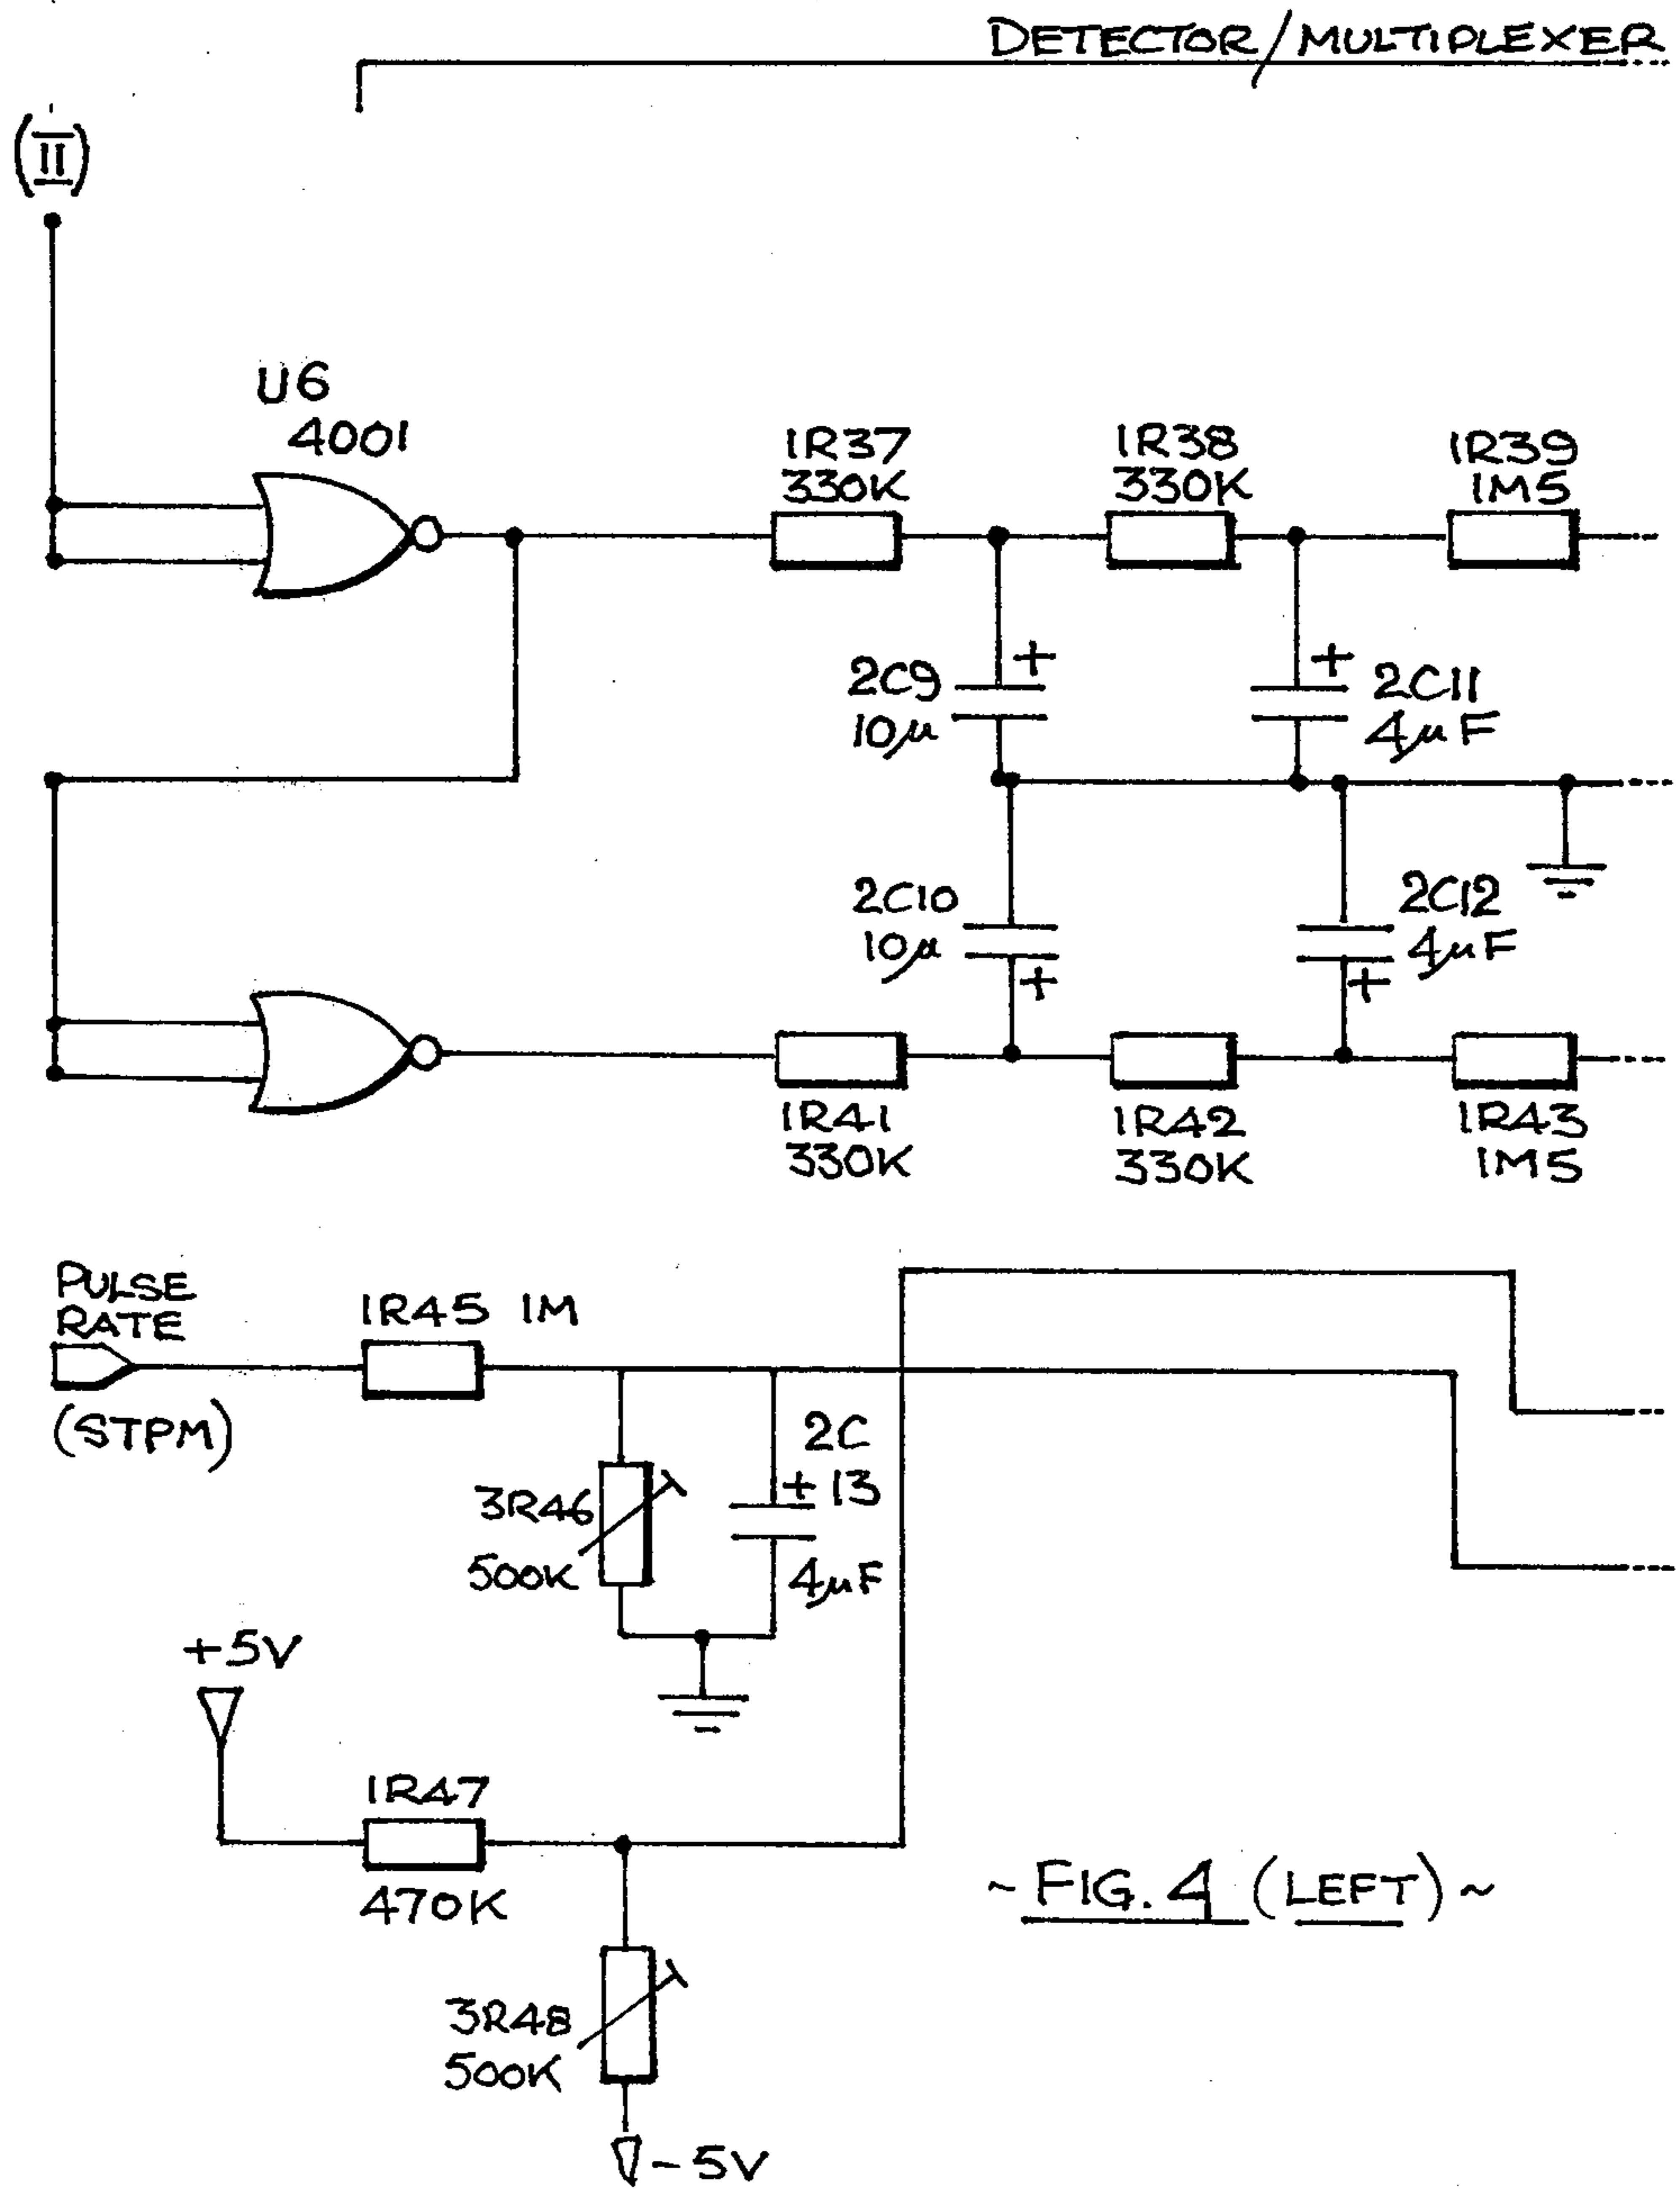 DETECTOR/MULTIPLEXER
(II)
U6
4001
1R37
330K
1R38
330K
1R39
1M5
+
2C9
10µ
+
2C11
4µF
2C10
10µ
+
2C12
4µF
+
1R41
330K
1R42
330K
1R43
1M5
PULSE
RATE
(STPM)
1R45 1M
2C
+ 13
4µF
3R46
500K
+5V
1R47
470K
3R48
500K
-5V
~ FIG. 4 (LEFT) ~